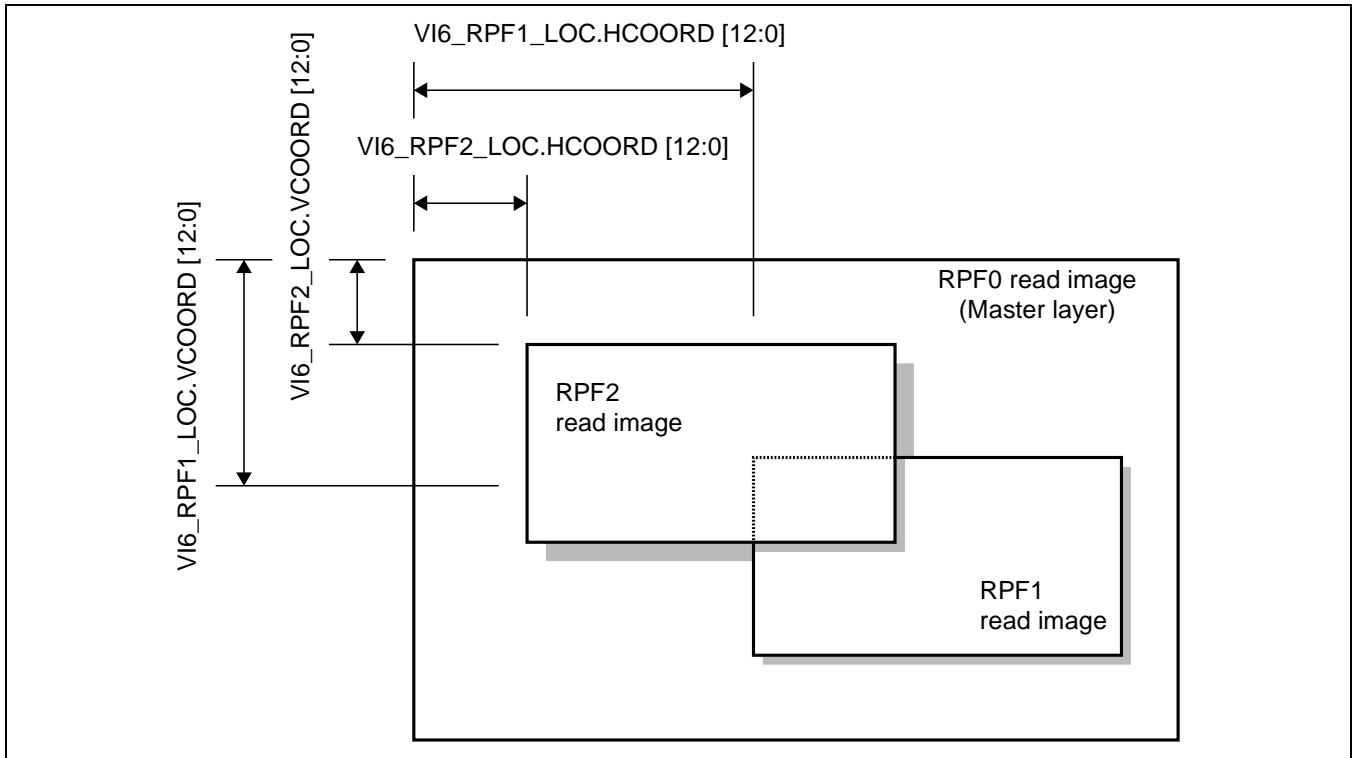 VI6_RPF1_LOC.HCOORD [12:0]
VI6_RPF2_LOC.HCOORD [12:0]
VI6_RPF1_LOC.VCOORD [12:0]
VI6_RPF2_LOC.VCOORD [12:0]
RPF0 read image
(Master layer)
RPF2
read image
RPF1
read image